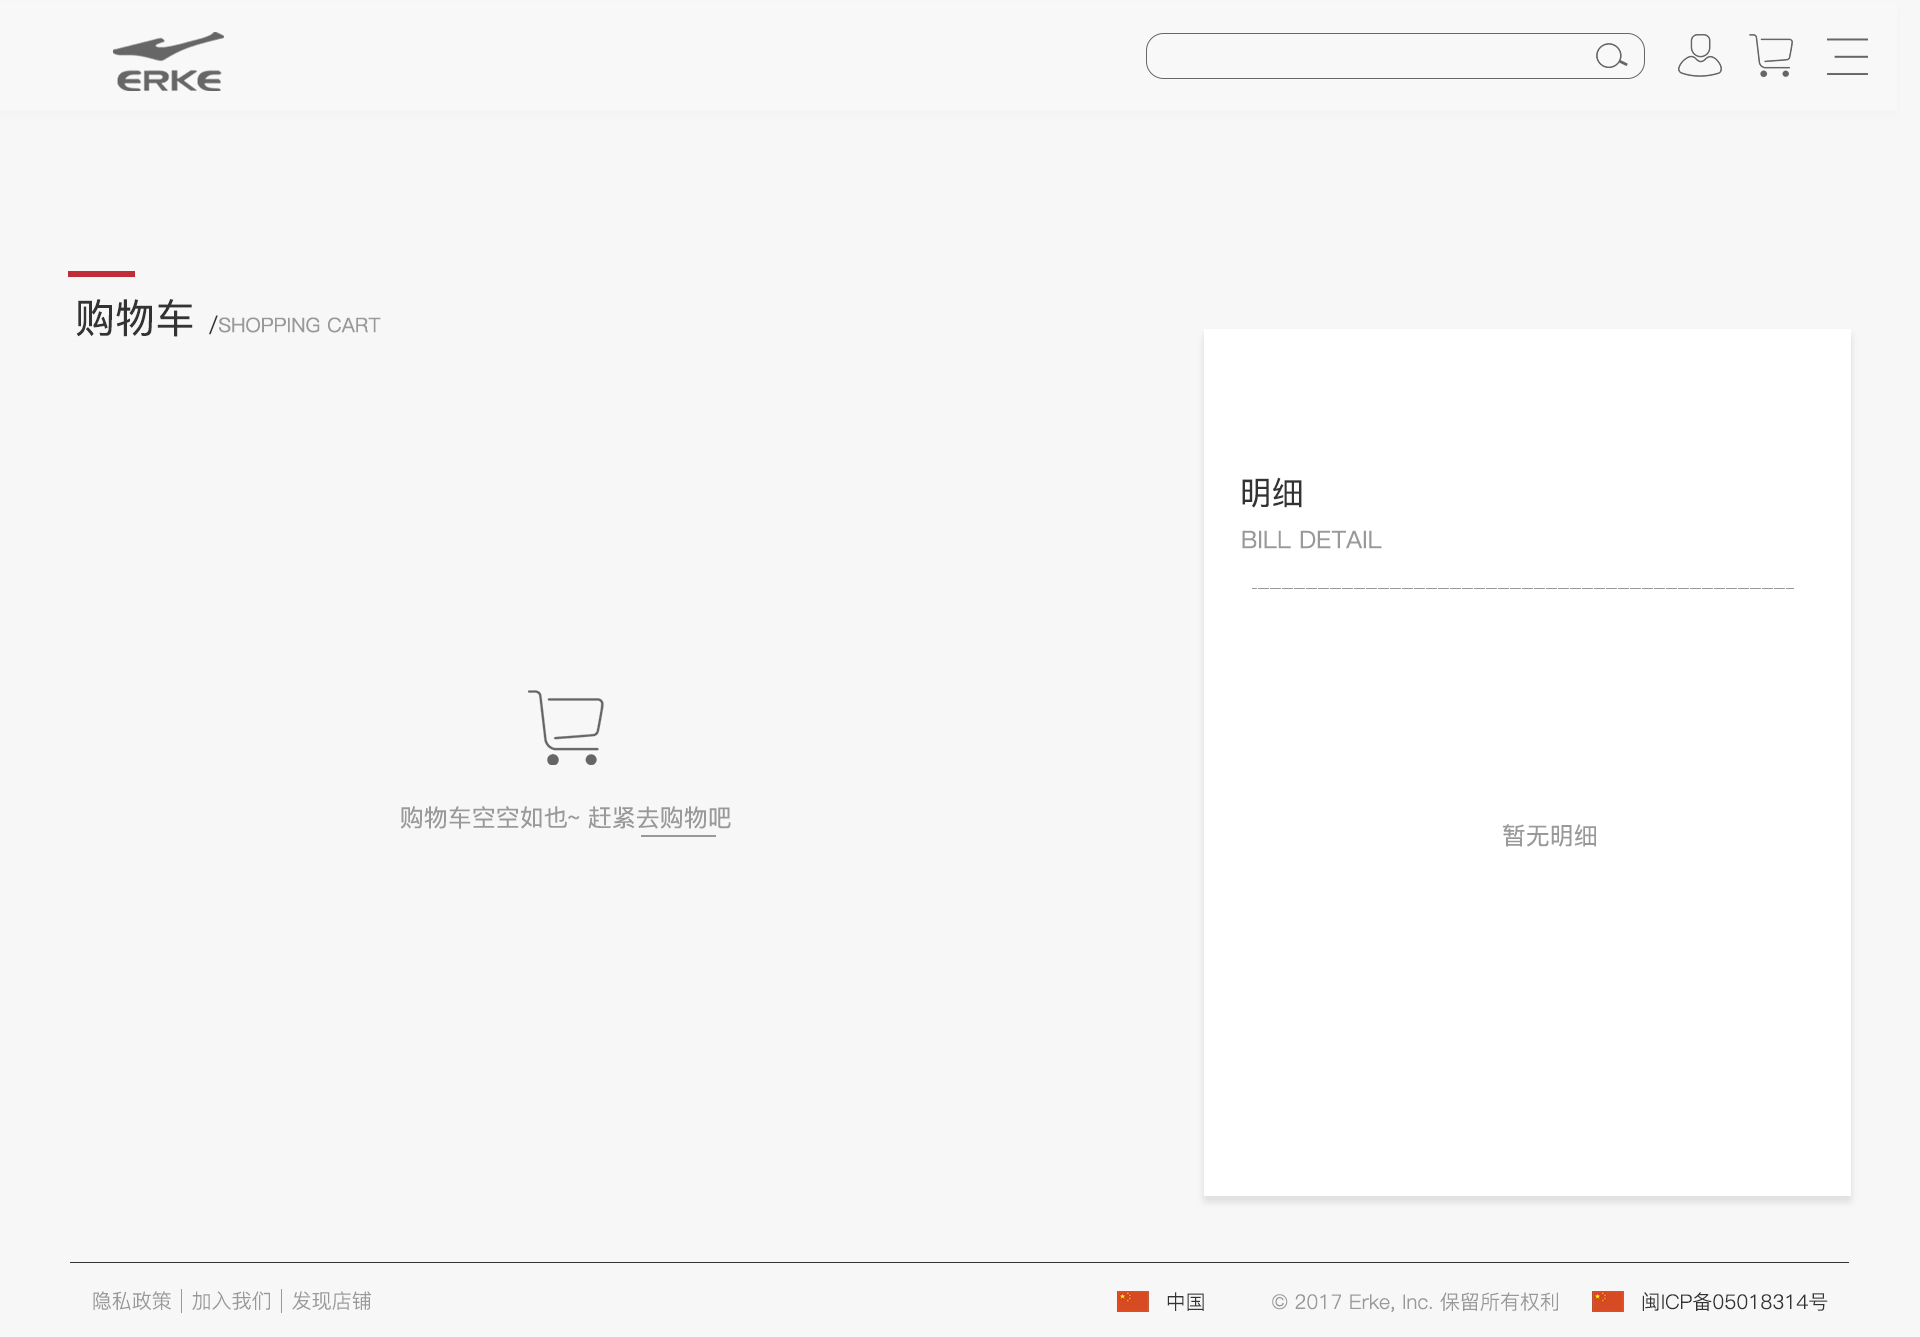 ERKE
购物车 /SHOPPING CART
明细
BILL DETAIL
购物车空空如也~ 赶紧去购物吧
暂无明细
隐私政策 | 加入我们 | 发现店铺
中国
© 2017 Erke, Inc. 保留所有权利
闽ICP备05018314号